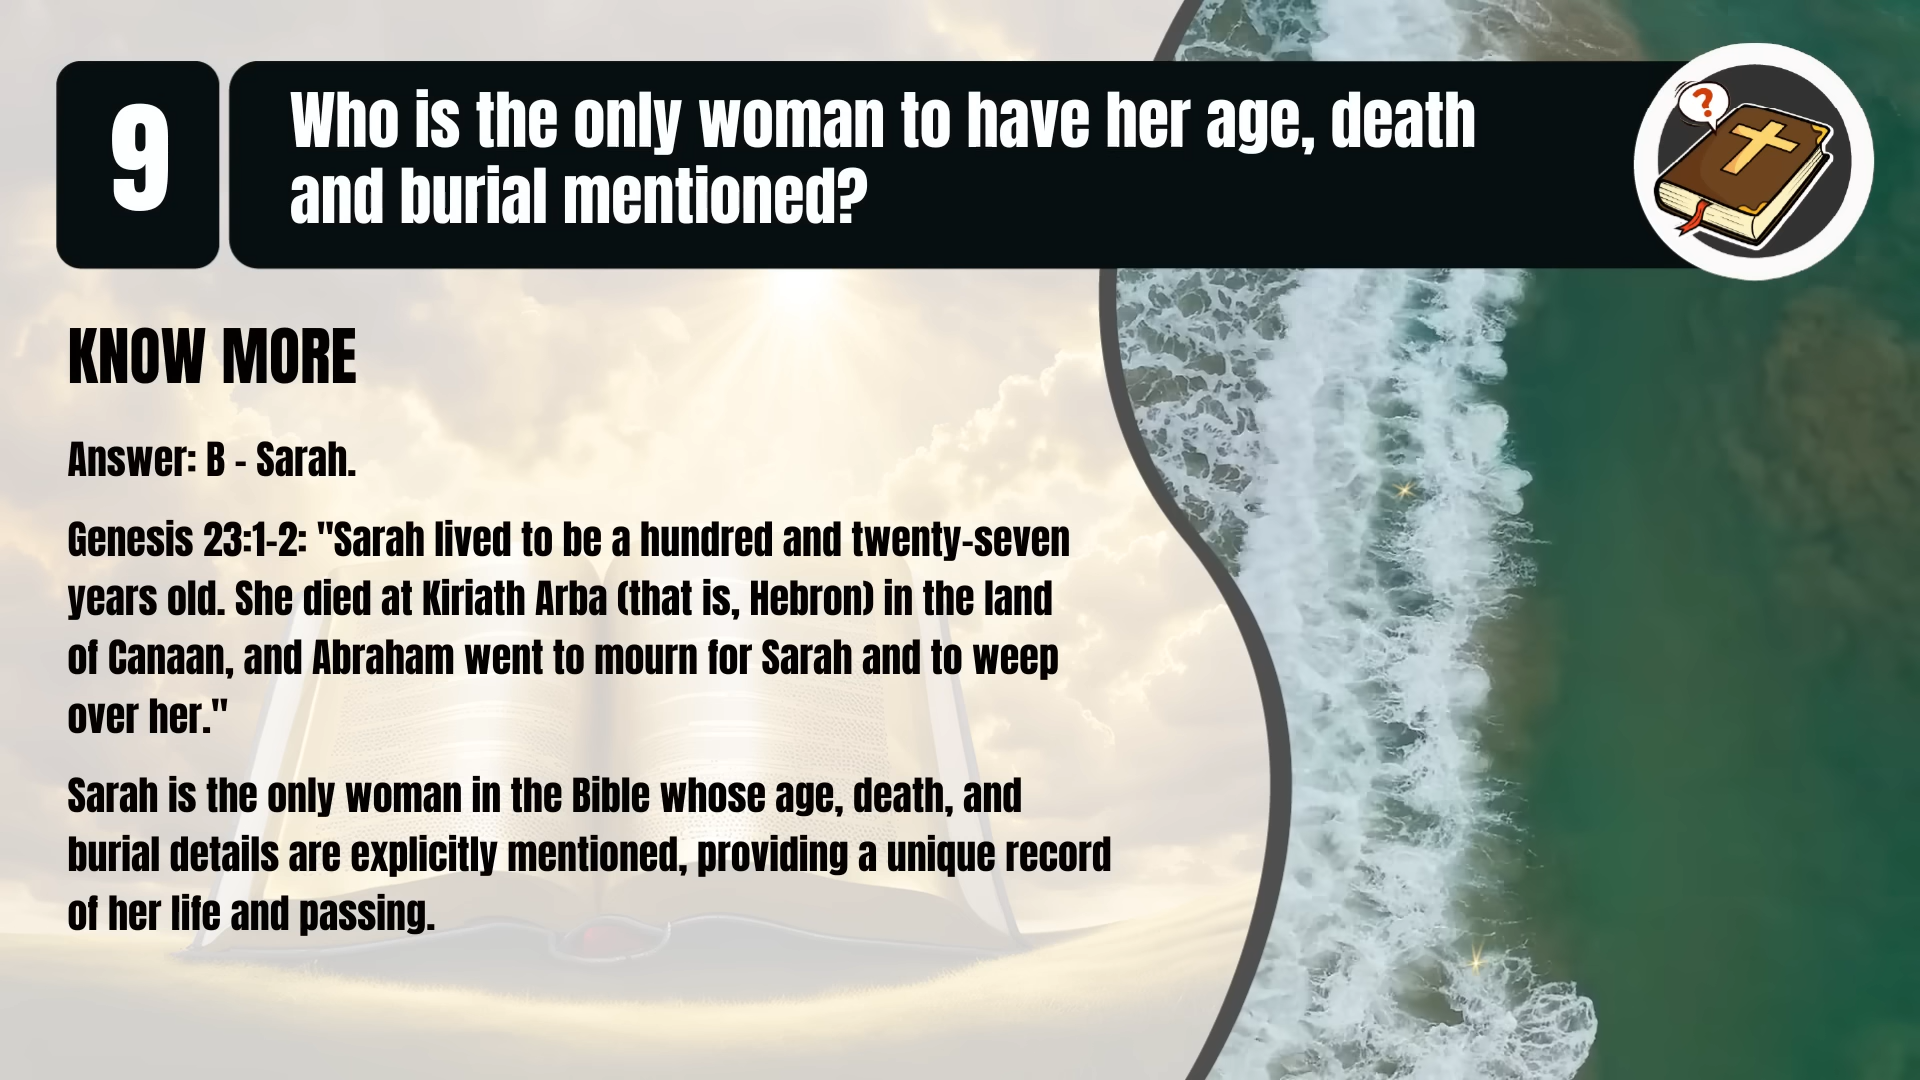 9
Who is the only woman to have her age, death
and burial mentioned?
?
KNOW MORE
Answer: B - Sarah.
Genesis 23:1-2: "Sarah lived to be a hundred and twenty-seven
years old. She died at Kiriath Arba (that is, Hebron) in the land
of Canaan, and Abraham went to mourn for Sarah and to weep
over her."
Sarah is the only woman in the Bible whose age, death, and
burial details are explicitly mentioned, providing a unique record
of her life and passing.